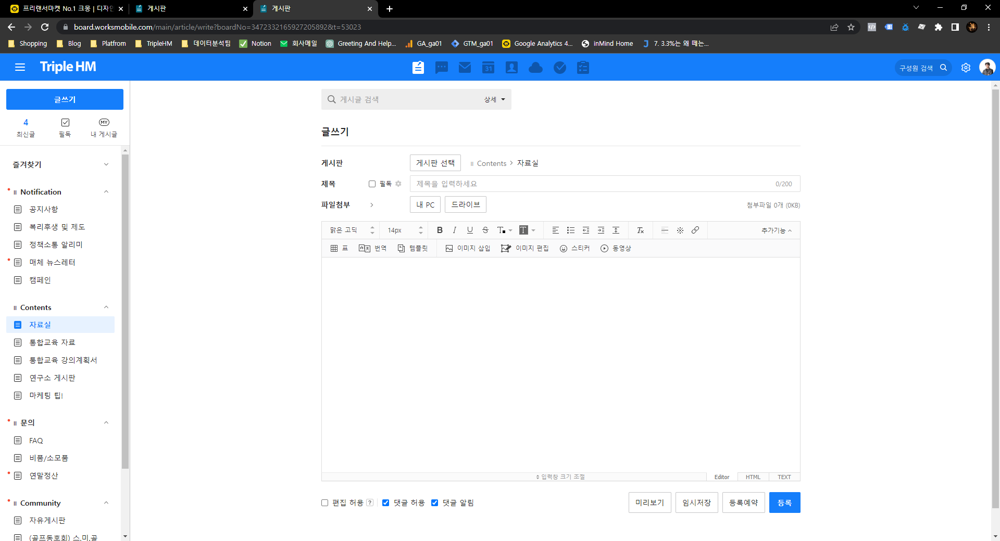 프리랜서마켓 No.1 크몽 | 디자인
게시판
게시판
board.worksmobile.com/main/article/write?boardNo=3472332165927205892&t=53023
Shopping
Blog
Platfrom
TripleHM
데이터분석팀
Notion
회사메일
Greeting And Help...
GA_ga01
GTM_ga01
Google Analytics 4...
inMind Home
7. 3.3%는 왜 떼는...
Triple HM
31
구성원 검색
글쓰기
4
MY
최신글
필독
내 게시글
즐겨찾기
Notification
공지사항
복리후생 및 제도
정책소통 알리미
매체 뉴스레터
캠페인
Contents
자료실
통합교육 자료
통합교육 강의계획서
연구소 게시판
마케팅 팁!
문의
FAQ
비품/소모품
연말정산
Community
자유게시판
(골프동호회) 스.미.골
게시글 검색
상세
글쓰기
게시판
게시판 선택
Contents > 자료실
제목
필독
제목을 입력하세요
0/200
파일첨부
내 PC
드라이브
첨부파일 0개 (0KB)
맑은 고딕
14px
추가기능
표
번역
템플릿
이미지 삽입
이미지 편집
스티커
동영상
입력창 크기 조절
Editor
HTML
TEXT
편집 허용 ?
댓글 허용
댓글 알림
미리보기
임시저장
등록예약
등록